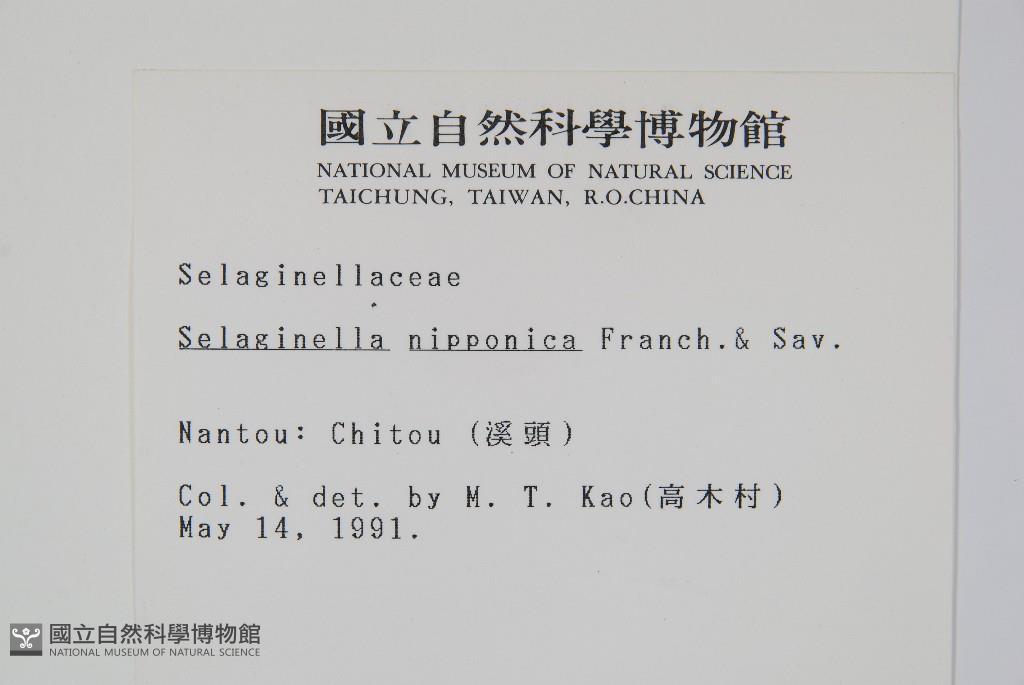 國立自然科學博物館
NATIONAL MUSEUM OF NATURAL SCIENCE
TAICHUNG, TAIWAN, R.O.CHINA
Selaginellaceae
Selaginella nipponica Franch.& Sav.
Nantou: Chitou (溪頭)
Col. & det. by M. T. Kao(高木村)
May 14, 1991.
國立自然科學博物館
NATIONAL MUSEUM OF NATURAL SCIENCE